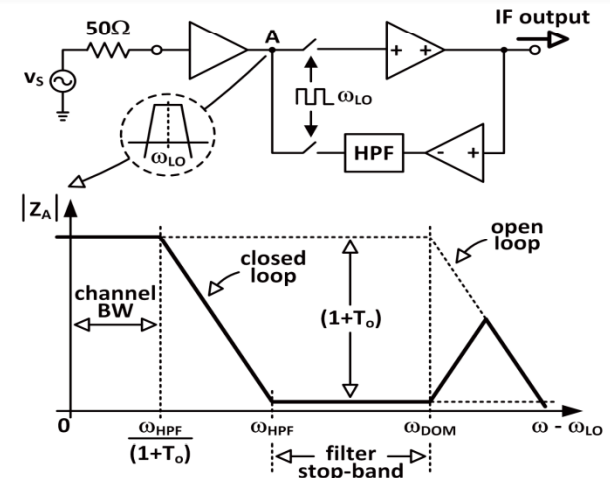 50Ω
A
IF output
vS
+ +
ωLO
ωLO
HPF
- +
|ZA|
open
loop
closed
loop
channel
BW
(1+To)
0
ωHPF
(1+To)
ωHPF
ωDOM
ω - ωLO
filter
stop-band